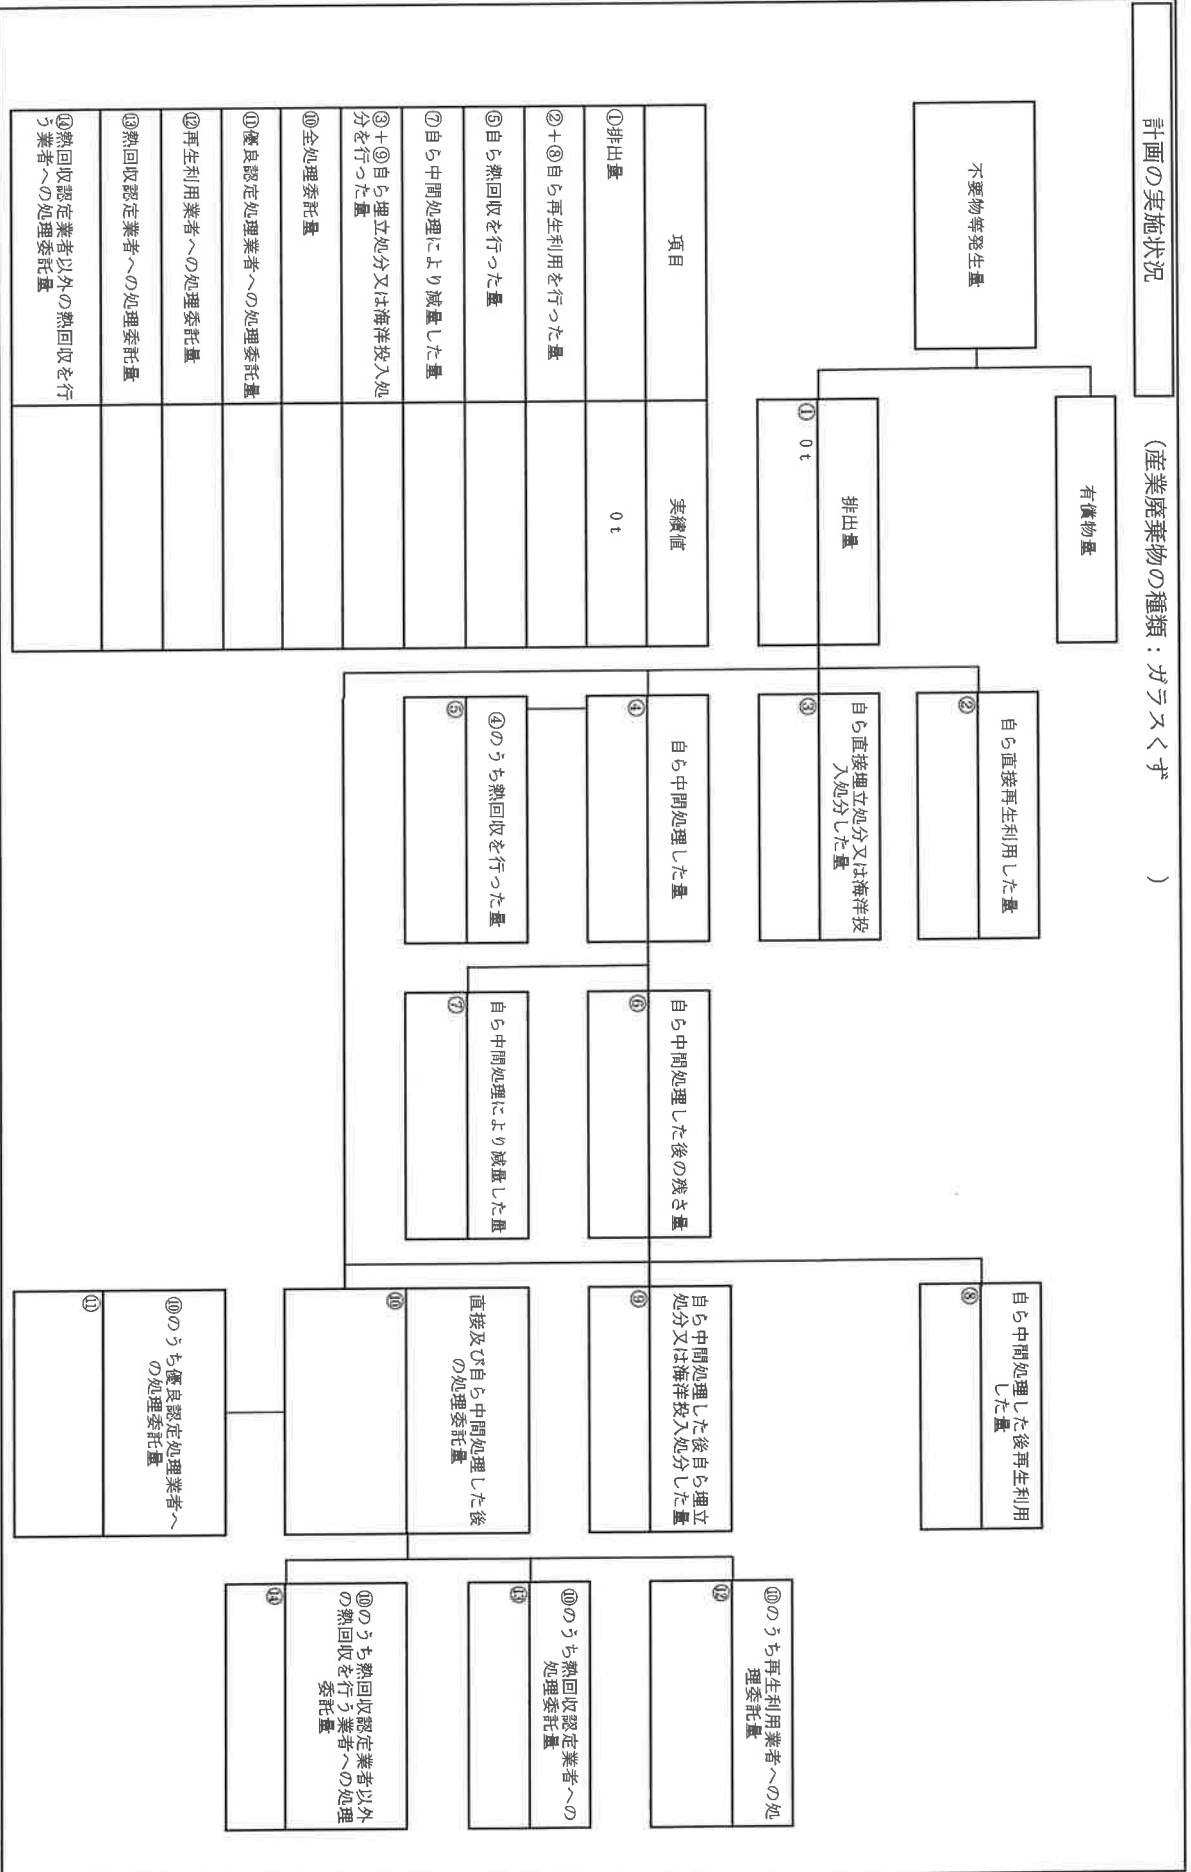 計画の実施状況
（産業廃棄物の種類：ガラスくず　　　　）
不要物等発生量
有償物量
排出量
① 0 t
自ら直接再生利用した量
②
自ら直接埋立処分又は海洋投
入処分した量
③
自ら中間処理した量
④
④のうち熱回収を行った量
⑤
自ら中間処理した後の残さ量
⑥
自ら中間処理により減量した量
⑦
自ら中間処理した後再生利用
した量
⑧
自ら中間処理した後自ら埋立
処分又は海洋投入処分した量
⑨
直接及び自ら中間処理した後
の処理委託量
⑩
⑩のうち優良認定処理業者へ
の処理委託量
⑪
⑩のうち再生利用業者への処
理委託量
⑫
⑩のうち熱回収認定業者への
処理委託量
⑬
⑩のうち熱回収認定業者以外
の熱回収を行う業者への処理
委託量
⑭
項目 実績値
①排出量 0 t
②＋⑧自ら再生利用を行った量
⑤自ら熱回収を行った量
⑦自ら中間処理により減量した量
③＋⑨自ら埋立処分又は海洋投入処
分を行った量
⑩全処理委託量
⑪優良認定処理業者への処理委託量
⑫再生利用業者への処理委託量
⑬熱回収認定業者への処理委託量
⑭熱回収認定業者以外の熱回収を行
う業者への処理委託量